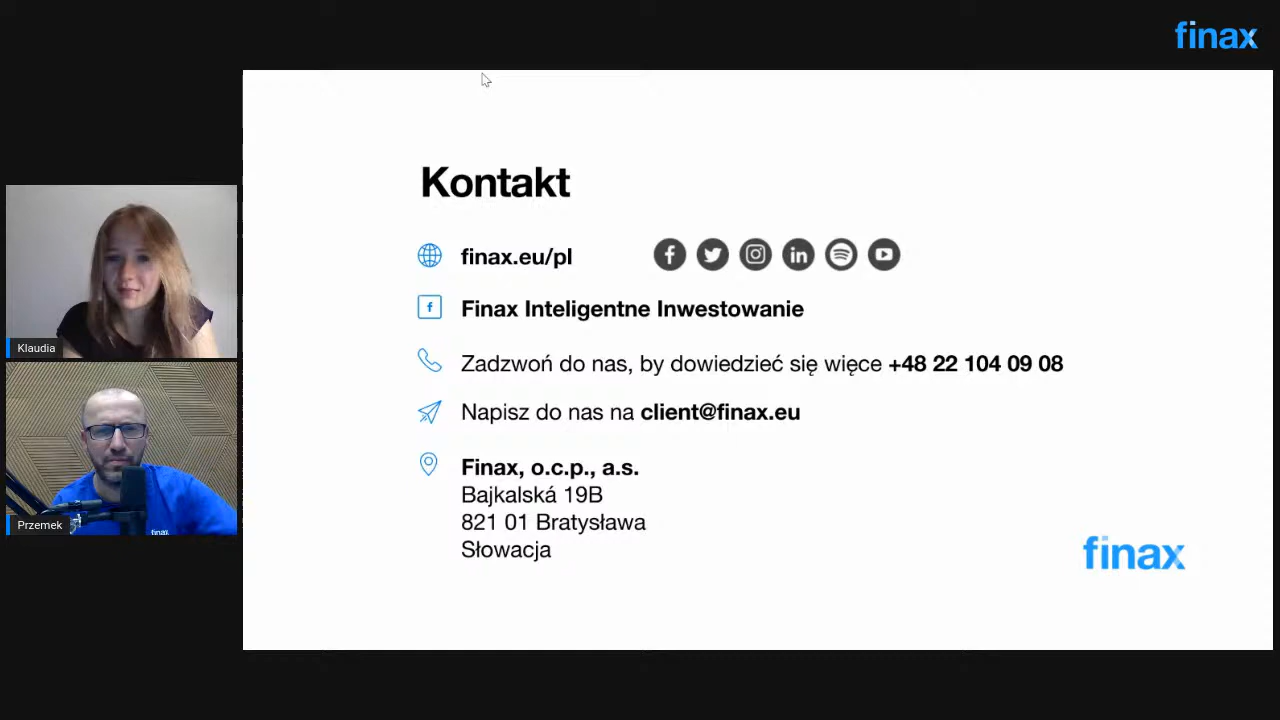 finax
Kontakt
finax.eu/pl
Finax Inteligentne Inwestowanie
Zadzwoń do nas, by dowiedzieć się więce +48 22 104 09 08
Napisz do nas na client@finax.eu
Finax, o.c.p., a.s.
Bajkalská 19B
821 01 Bratysława
Słowacja
finax
Klaudia
Przemek
finax